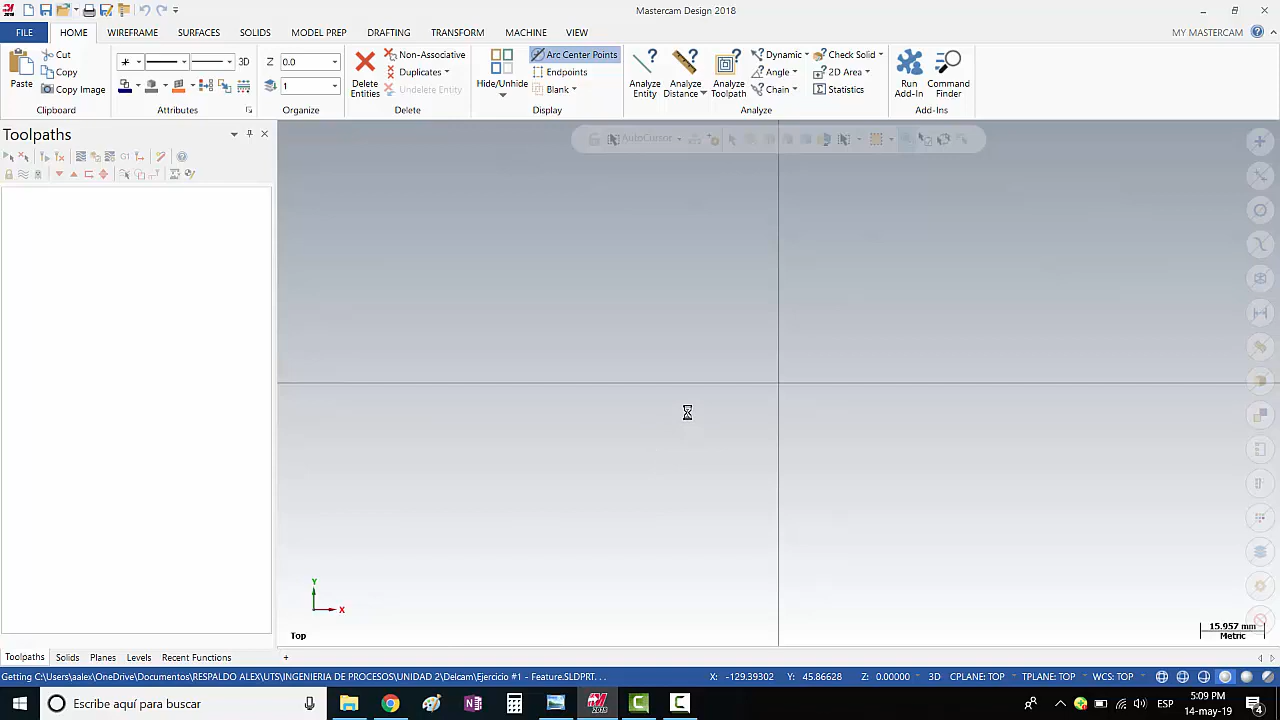 Mastercam Design 2018
FILE HOME WIREFRAME SURFACES SOLIDS MODEL PREP DRAFTING TRANSFORM MACHINE VIEW MY MASTERCAM
Paste Cut Copy Copy Image Clipboard
3D Attributes
Z 0.0
1
Organize
Delete Entities Non-Associative Duplicates Undelete Entity Delete
Hide/Unhide Arc Center Points Endpoints Blank Display
Analyze Entity Analyze Distance Analyze Toolpath Dynamic Angle Chain Check Solid 2D Area Statistics Analyze
Run Add-In Command Finder Add-Ins
Toolpaths
G1
AutoCursor
Y
X
Top
15.957 mm
Metric
Toolpaths Solids Planes Levels Recent Functions +
Getting C:\Users\aalex\OneDrive\Documentos\RESPALDO ALEX\UTS\INGENIERIA DE PROCESOS\UNIDAD 2\Delcam\Ejercicio #1 - Feature.SLDPRT. . . X: -129.39302 Y: 45.86628 Z: 0.00000 3D CPLANE: TOP TPLANE: TOP WCS: TOP
Escribe aquí para buscar
ESP
5:09 PM
14-may-19
4